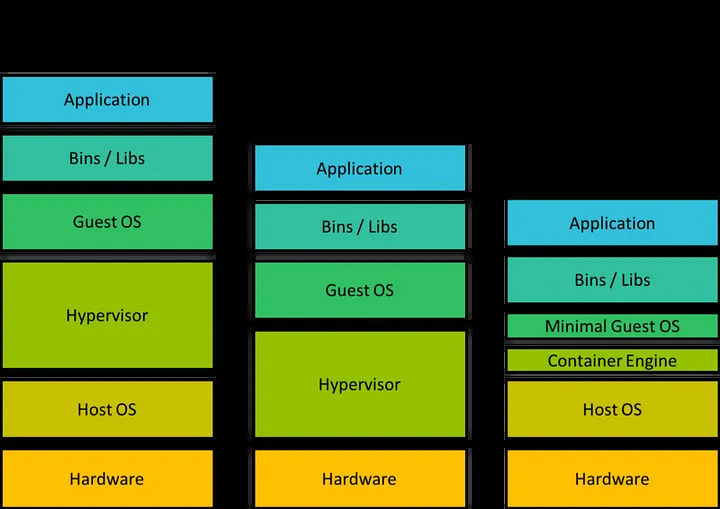 Application
Bins / Libs
Guest OS
Hypervisor
Host OS
Hardware
Application
Bins / Libs
Guest OS
Hypervisor
Hardware
Application
Bins / Libs
Minimal Guest OS
Container Engine
Host OS
Hardware